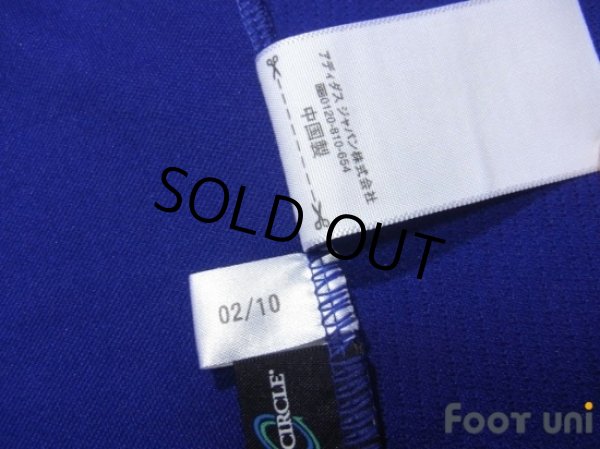 アディダス ジャパン株式会社
0120-810-654
中国製
SOLD OUT
02/10
CIRCLE®
FOOT UNI